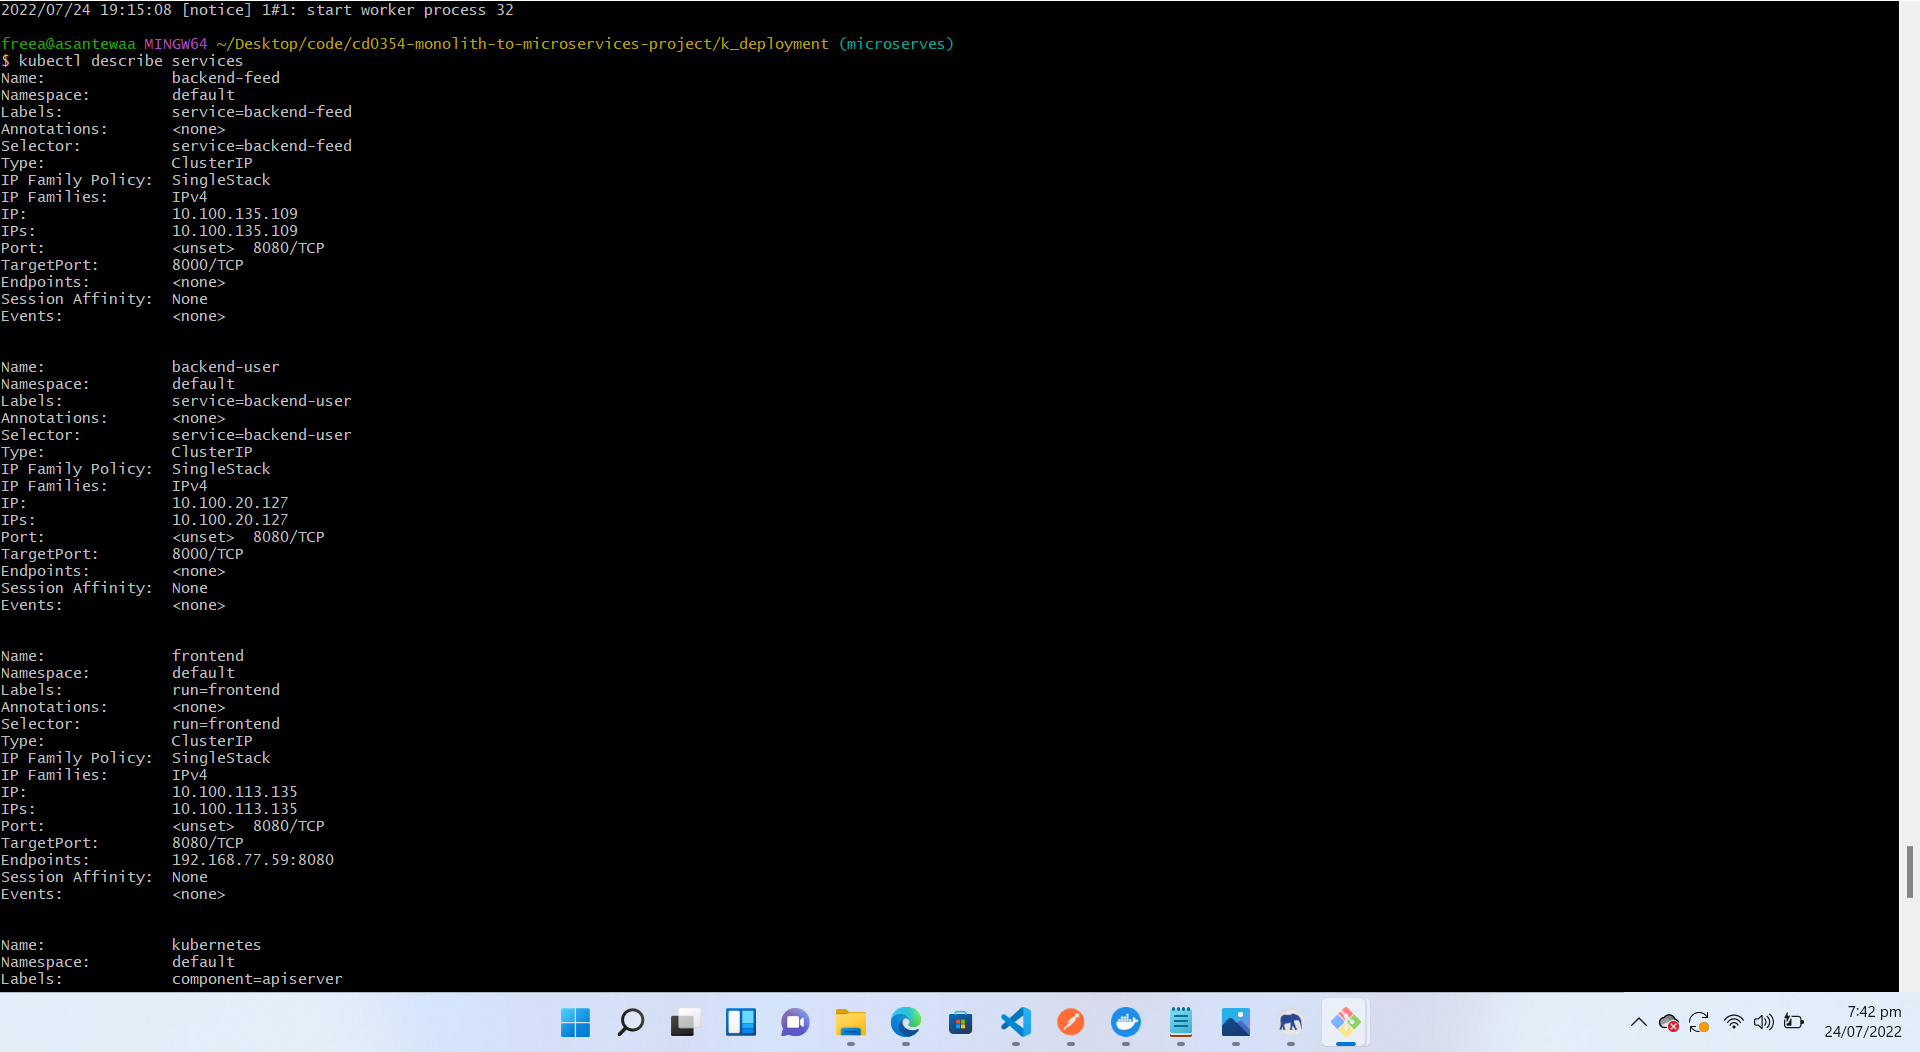 2022/07/24 19:15:08 [notice] 1#1: start worker process 32
freea@asantewaa MINGW64 ~/Desktop/code/cd0354-monolith-to-microservices-project/k_deployment (microserves)
$ kubectl describe services
Name:              backend-feed
Namespace:         default
Labels:            service=backend-feed
Annotations:       <none>
Selector:          service=backend-feed
Type:              ClusterIP
IP Family Policy:  SingleStack
IP Families:       IPv4
IP:                10.100.135.109
IPs:               10.100.135.109
Port:              <unset>  8080/TCP
TargetPort:        8000/TCP
Endpoints:         <none>
Session Affinity:  None
Events:            <none>
Name:              backend-user
Namespace:         default
Labels:            service=backend-user
Annotations:       <none>
Selector:          service=backend-user
Type:              ClusterIP
IP Family Policy:  SingleStack
IP Families:       IPv4
IP:                10.100.20.127
IPs:               10.100.20.127
Port:              <unset>  8080/TCP
TargetPort:        8000/TCP
Endpoints:         <none>
Session Affinity:  None
Events:            <none>
Name:              frontend
Namespace:         default
Labels:            run=frontend
Annotations:       <none>
Selector:          run=frontend
Type:              ClusterIP
IP Family Policy:  SingleStack
IP Families:       IPv4
IP:                10.100.113.135
IPs:               10.100.113.135
Port:              <unset>  8080/TCP
TargetPort:        8080/TCP
Endpoints:         192.168.77.59:8080
Session Affinity:  None
Events:            <none>
Name:              kubernetes
Namespace:         default
Labels:            component=apiserver
7:42 pm
24/07/2022